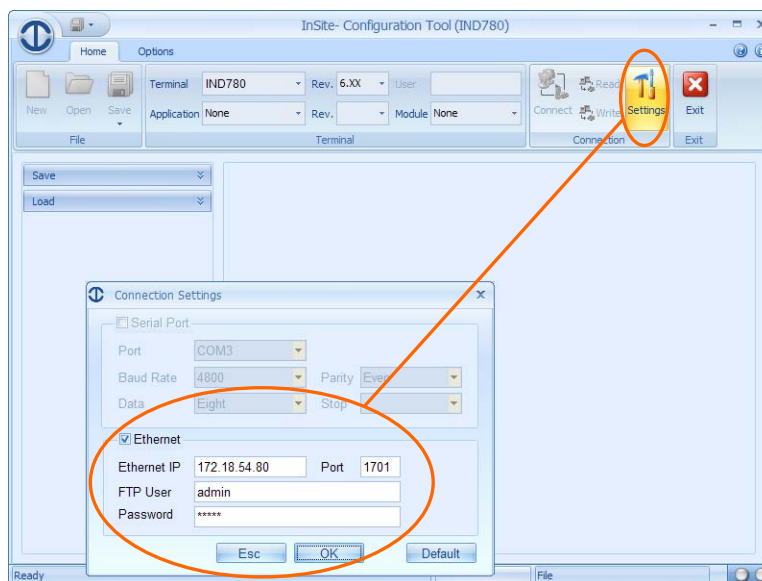 InSite- Configuration Tool (IND780)
Home Options
Terminal IND780 Rev. 6.XX User
New Open Save Application None Rev. Module None Connect Read Write Settings Exit
File Terminal Connection Exit
Save
Load
Connection Settings
Serial Port
Port COM3
Baud Rate 4800 Parity Even
Data Eight Stop
Ethernet
Ethernet IP 172.18.54.80 Port 1701
FTP User admin
Password *****
Esc OK Default
Ready File